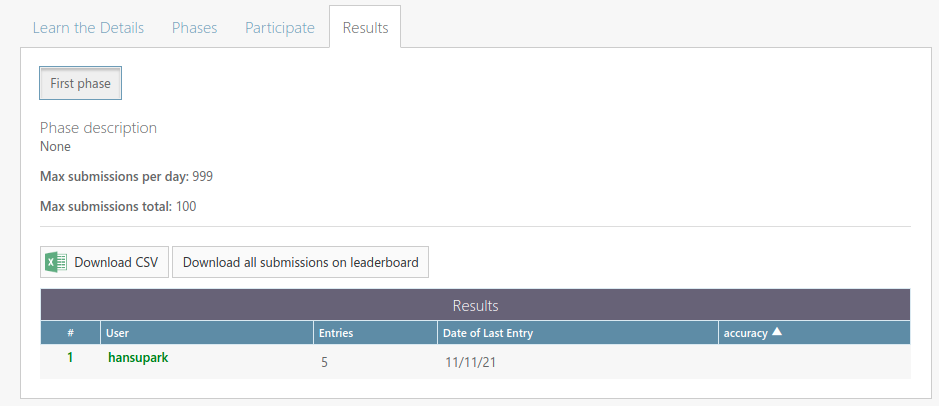 Learn the Details Phases Participate Results
First phase
Phase description
None
Max submissions per day: 999
Max submissions total: 100
Download CSV Download all submissions on leaderboard
Results
# User Entries Date of Last Entry accuracy ▲
1 hansupark 5 11/11/21